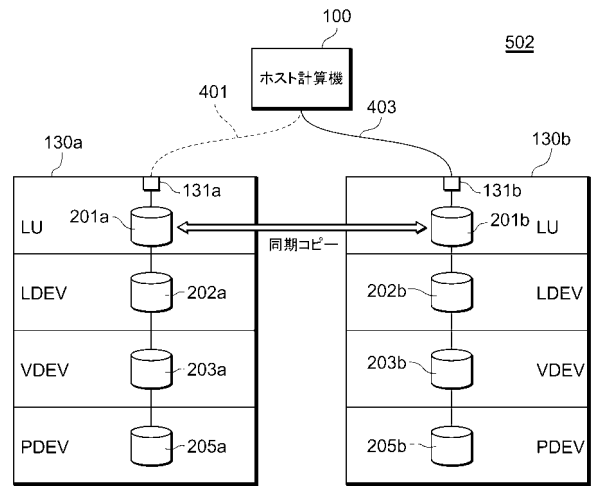 100
502
ホスト計算機
401
403
130a
130b
131a
131b
201a
201b
LU
LU
同期コピー
LDEV
202a
202b
LDEV
VDEV
203a
203b
VDEV
PDEV
205a
205b
PDEV